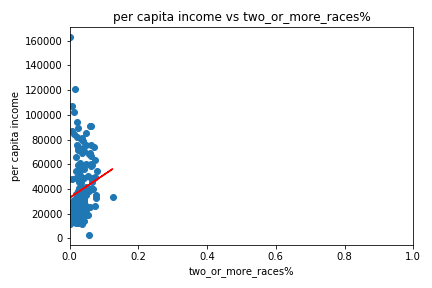 per capita income vs two_or_more_races%
160000
140000
120000
100000
80000
60000
40000
20000
0
per capita income
0.0 0.2 0.4 0.6 0.8 1.0
two_or_more_races%